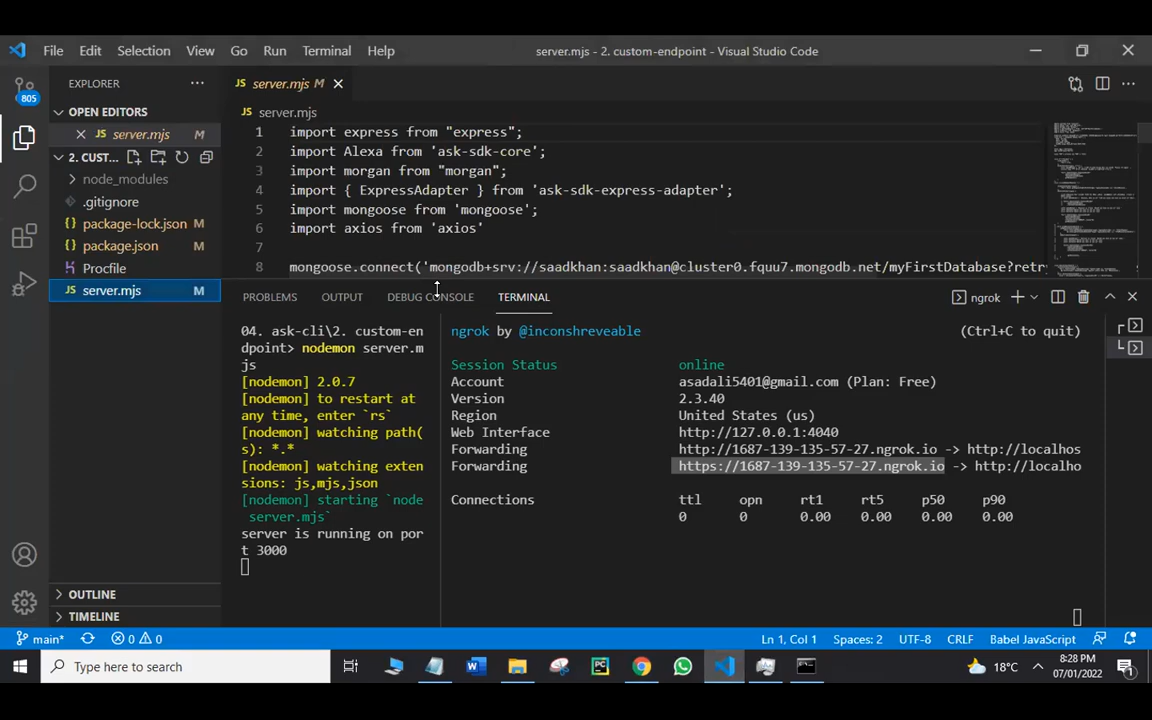 File Edit Selection View Go Run Terminal Help server.mjs - 2. custom-endpoint - Visual Studio Code
805
EXPLORER
OPEN EDITORS
server.mjs M
2. CUST...
node_modules
.gitignore
package-lock.json M
package.json M
Procfile
server.mjs M
OUTLINE
TIMELINE
server.mjs M
server.mjs
1 import express from "express";
2 import Alexa from 'ask-sdk-core';
3 import morgan from "morgan";
4 import { ExpressAdapter } from 'ask-sdk-express-adapter';
5 import mongoose from 'mongoose';
6 import axios from 'axios'
7
8 mongoose.connect('mongodb+srv://saadkhan:saadkhan@cluster0.fquu7.mongodb.net/myFirstDatabase?retr
PROBLEMS OUTPUT DEBUG CONSOLE TERMINAL ngrok
04. ask-cli\2. custom-en
dpoint> nodemon server.m
js
[nodemon] 2.0.7
[nodemon] to restart at
any time, enter `rs`
[nodemon] watching path(
s): *.*
[nodemon] watching exten
sions: js,mjs,json
[nodemon] starting `node
server.mjs`
server is running on por
t 3000
ngrok by @inconshreveable (Ctrl+C to quit)
Session Status online
Account asadali5401@gmail.com (Plan: Free)
Version 2.3.40
Region United States (us)
Web Interface http://127.0.0.1:4040
Forwarding http://1687-139-135-57-27.ngrok.io -> http://localhos
Forwarding https://1687-139-135-57-27.ngrok.io -> http://localho
Connections ttl opn rt1 rt5 p50 p90
0 0 0.00 0.00 0.00 0.00
main* 0 0 Ln 1, Col 1 Spaces: 2 UTF-8 CRLF Babel JavaScript
Type here to search
W
PC
18°C
8:28 PM
07/01/2022
1